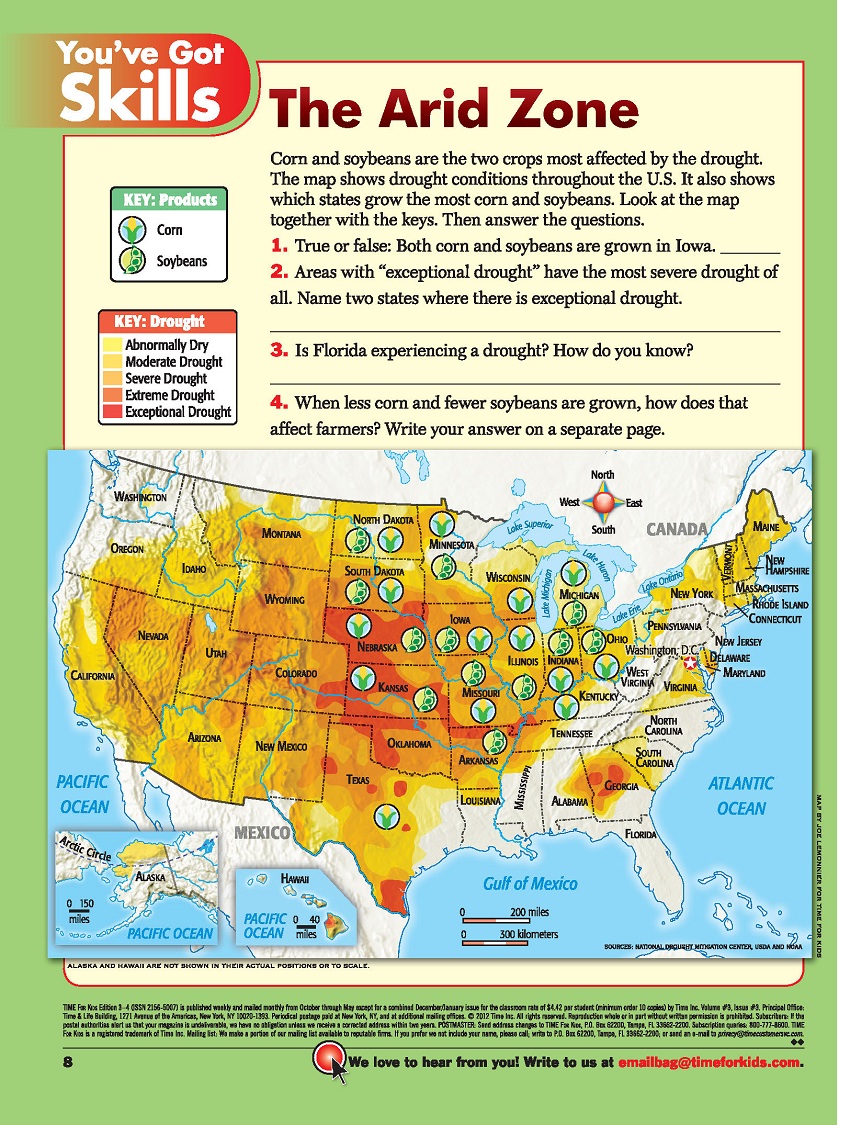 You've Got
Skills
The Arid Zone
Corn and soybeans are the two crops most affected by the drought.
The map shows drought conditions throughout the U.S. It also shows
which states grow the most corn and soybeans. Look at the map
together with the keys. Then answer the questions.
1. True or false: Both corn and soybeans are grown in Iowa. ______
2. Areas with “exceptional drought” have the most severe drought of
all. Name two states where there is exceptional drought.
3. Is Florida experiencing a drought? How do you know?
4. When less corn and fewer soybeans are grown, how does that
affect farmers? Write your answer on a separate page.
KEY: Products
Corn
Soybeans
KEY: Drought
Abnormally Dry
Moderate Drought
Severe Drought
Extreme Drought
Exceptional Drought
North
West
East
South
CANADA
WASHINGTON
OREGON
IDAHO
MONTANA
WYOMING
NEVADA
UTAH
CALIFORNIA
COLORADO
ARIZONA
NEW MEXICO
NORTH DAKOTA
SOUTH DAKOTA
NEBRASKA
KANSAS
OKLAHOMA
TEXAS
MINNESOTA
IOWA
MISSOURI
ARKANSAS
LOUISIANA
WISCONSIN
ILLINOIS
MICHIGAN
INDIANA
OHIO
KENTUCKY
TENNESSEE
MISSISSIPPI
ALABAMA
GEORGIA
FLORIDA
SOUTH
CAROLINA
NORTH
CAROLINA
VIRGINIA
WEST
VIRGINIA
Washington, D.C.
PENNSYLVANIA
NEW YORK
VERMONT
MAINE
NEW
HAMPSHIRE
MASSACHUSETTS
RHODE ISLAND
CONNECTICUT
NEW JERSEY
DELAWARE
MARYLAND
Lake Superior
Lake Michigan
Lake Huron
Lake Erie
Lake Ontario
PACIFIC
OCEAN
ATLANTIC
OCEAN
MEXICO
Gulf of Mexico
Arctic Circle
ALASKA
0 150
miles
PACIFIC OCEAN
HAWAII
PACIFIC
OCEAN
0 40
miles
0 200 miles
0 300 kilometers
SOURCES: NATIONAL DROUGHT MITIGATION CENTER, USDA AND NOAA
MAP BY JOE LEMONNIER FOR TIME FOR KIDS
ALASKA AND HAWAII ARE NOT SHOWN IN THEIR ACTUAL POSITIONS OR TO SCALE.
TIME FOR KIDS Edition 3–4 (ISSN 2156-5007) is published weekly and mailed monthly from October through May except for a combined December/January issue for the classroom rate of $4.42 per student (minimum order 10 copies) by Time Inc. Volume #3, Issue #3. Principal Office:
Time & Life Building, 1271 Avenue of the Americas, New York, NY 10020-1393. Periodical postage paid at New York, NY, and at additional mailing offices. © 2012 Time Inc. All rights reserved. Reproduction whole or in part without written permission is prohibited. Subscribers: If the
postal authorities alert us that your magazine is undeliverable, we have no obligation unless we receive a corrected address within two years. POSTMASTER: Send address changes to TIME FOR KIDS, P.O. Box 62200, Tampa, FL 33662-2200. Subscription queries: 800-777-8600. TIME
FOR KIDS is a registered trademark of Time Inc. Mailing list: We make a portion of our mailing list available to reputable firms. If you prefer we not include your name, please call; write to P.O. Box 62200, Tampa, FL 33662-2200; or send an e-mail to
8
We love to hear from you! Write to us at emailbag@timeforkids.com.